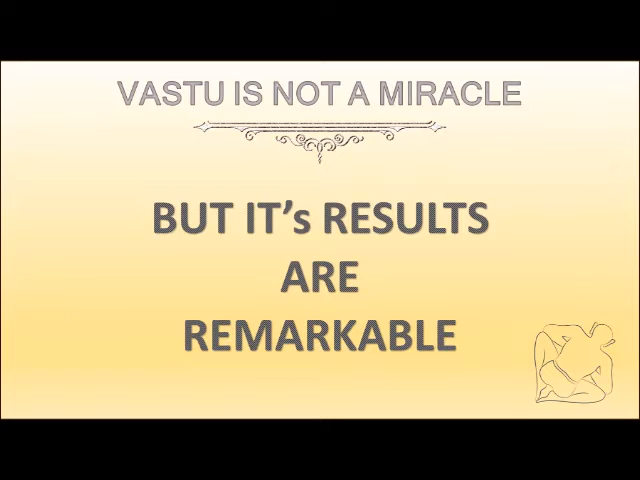 VASTU IS NOT A MIRACLE
BUT IT’s RESULTS
ARE
REMARKABLE